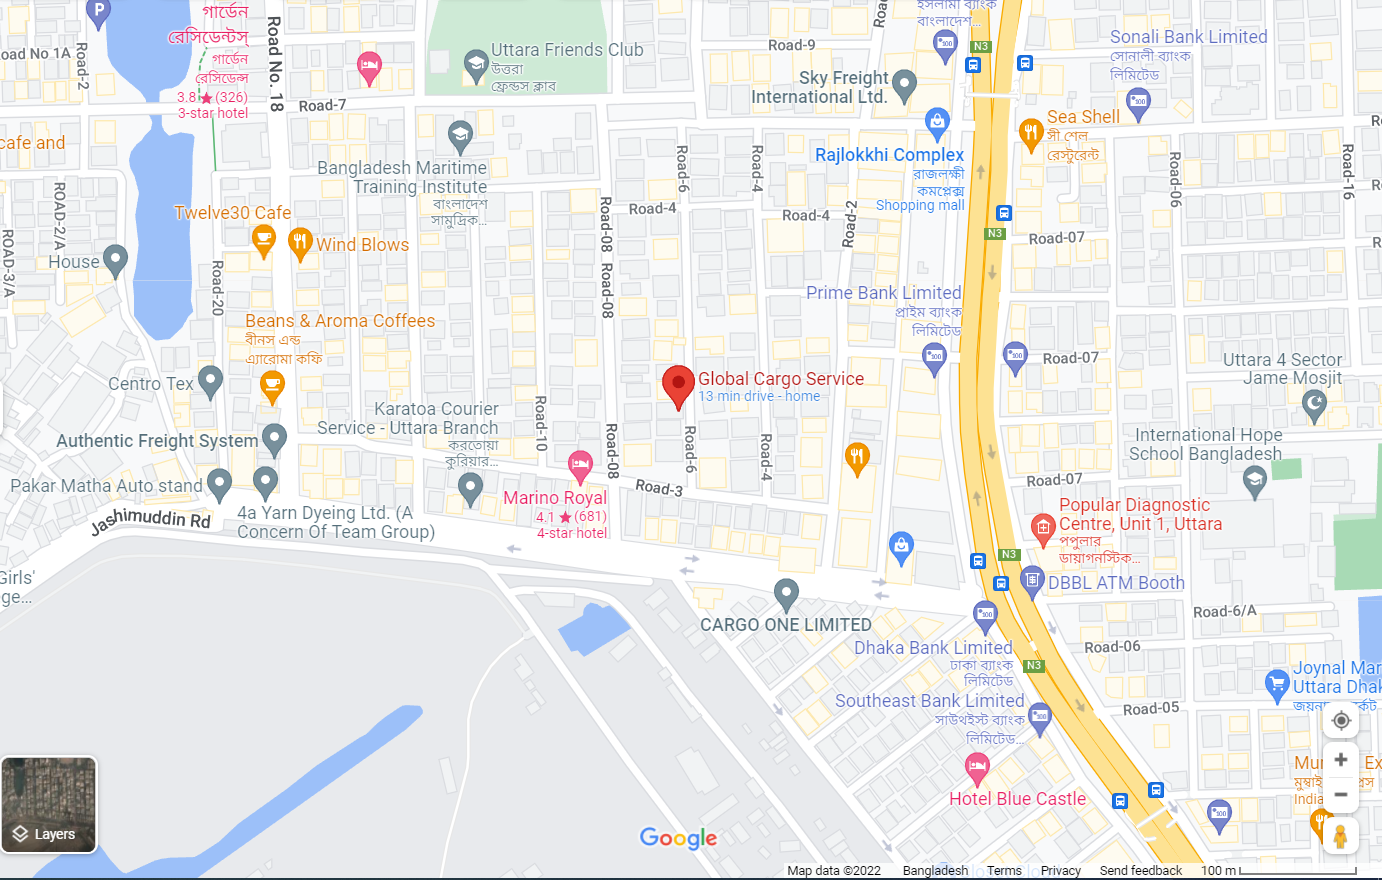 গার্ডেন
রেসিডেন্টস্
গার্ডেন
রেসিডেন্স
3.8★(326)
3-star hotel
oad No 1A
Road-2
Road No. 18
Road-7
Uttara Friends Club
উত্তরা
ফ্রেন্ডস ক্লাব
Road-9
Road
ইসলামী ব্যাংক
বাংলাদেশ...
N3
Sonali Bank Limited
সোনালী ব্যাংক
লিমিটেড
Sky Freight
International Ltd.
Sea Shell
সী শেল
রেস্টুরেন্ট
cafe and
Bangladesh Maritime
Training Institute
বাংলাদেশ
সামুদ্রিক...
Rajlokkhi Complex
রাজলক্ষী
কমপ্লেক্স
Shopping mall
Road-6
Road-4
Road-06
Road-16
ROAD-2/A
ROAD-3/A
Twelve30 Cafe
Wind Blows
House
Road-20
Road-08
Road-08
Road-4
Road-4
Road-2
N3
Road-07
Prime Bank Limited
প্রাইম ব্যাংক
লিমিটেড
Beans & Aroma Coffees
বীনস এন্ড
এ্যারোমা কফি
Road-07
Uttara 4 Sector
Jame Mosjit
Centro Tex
Global Cargo Service
13 min drive - home
Karatoa Courier
Service - Uttara Branch
করতোয়া
কুরিয়ার...
Road-10
Road-08
Road-6
Road-4
Authentic Freight System
International Hope
School Bangladesh
Pakar Matha Auto stand
Marino Royal
4.1★(681)
4-star hotel
Road-3
Road-07
Jashimuddin Rd
4a Yarn Dyeing Ltd. (A
Concern Of Team Group)
Popular Diagnostic
Centre, Unit 1, Uttara
পপুলার
ডায়াগনস্টিক...
N3
Girls'
ge...
DBBL ATM Booth
CARGO ONE LIMITED
Road-6/A
Dhaka Bank Limited
ঢাকা ব্যাংক
লিমিটেড
N3
Road-06
Joynal Mar
Uttara Dhak
Southeast Bank Limited
সাউথইস্ট ব্যাংক
লিমিটেড...
Road-05
Hotel Blue Castle
India
Layers
Google
Map data ©2022 Bangladesh Terms Privacy Send feedback 100 m